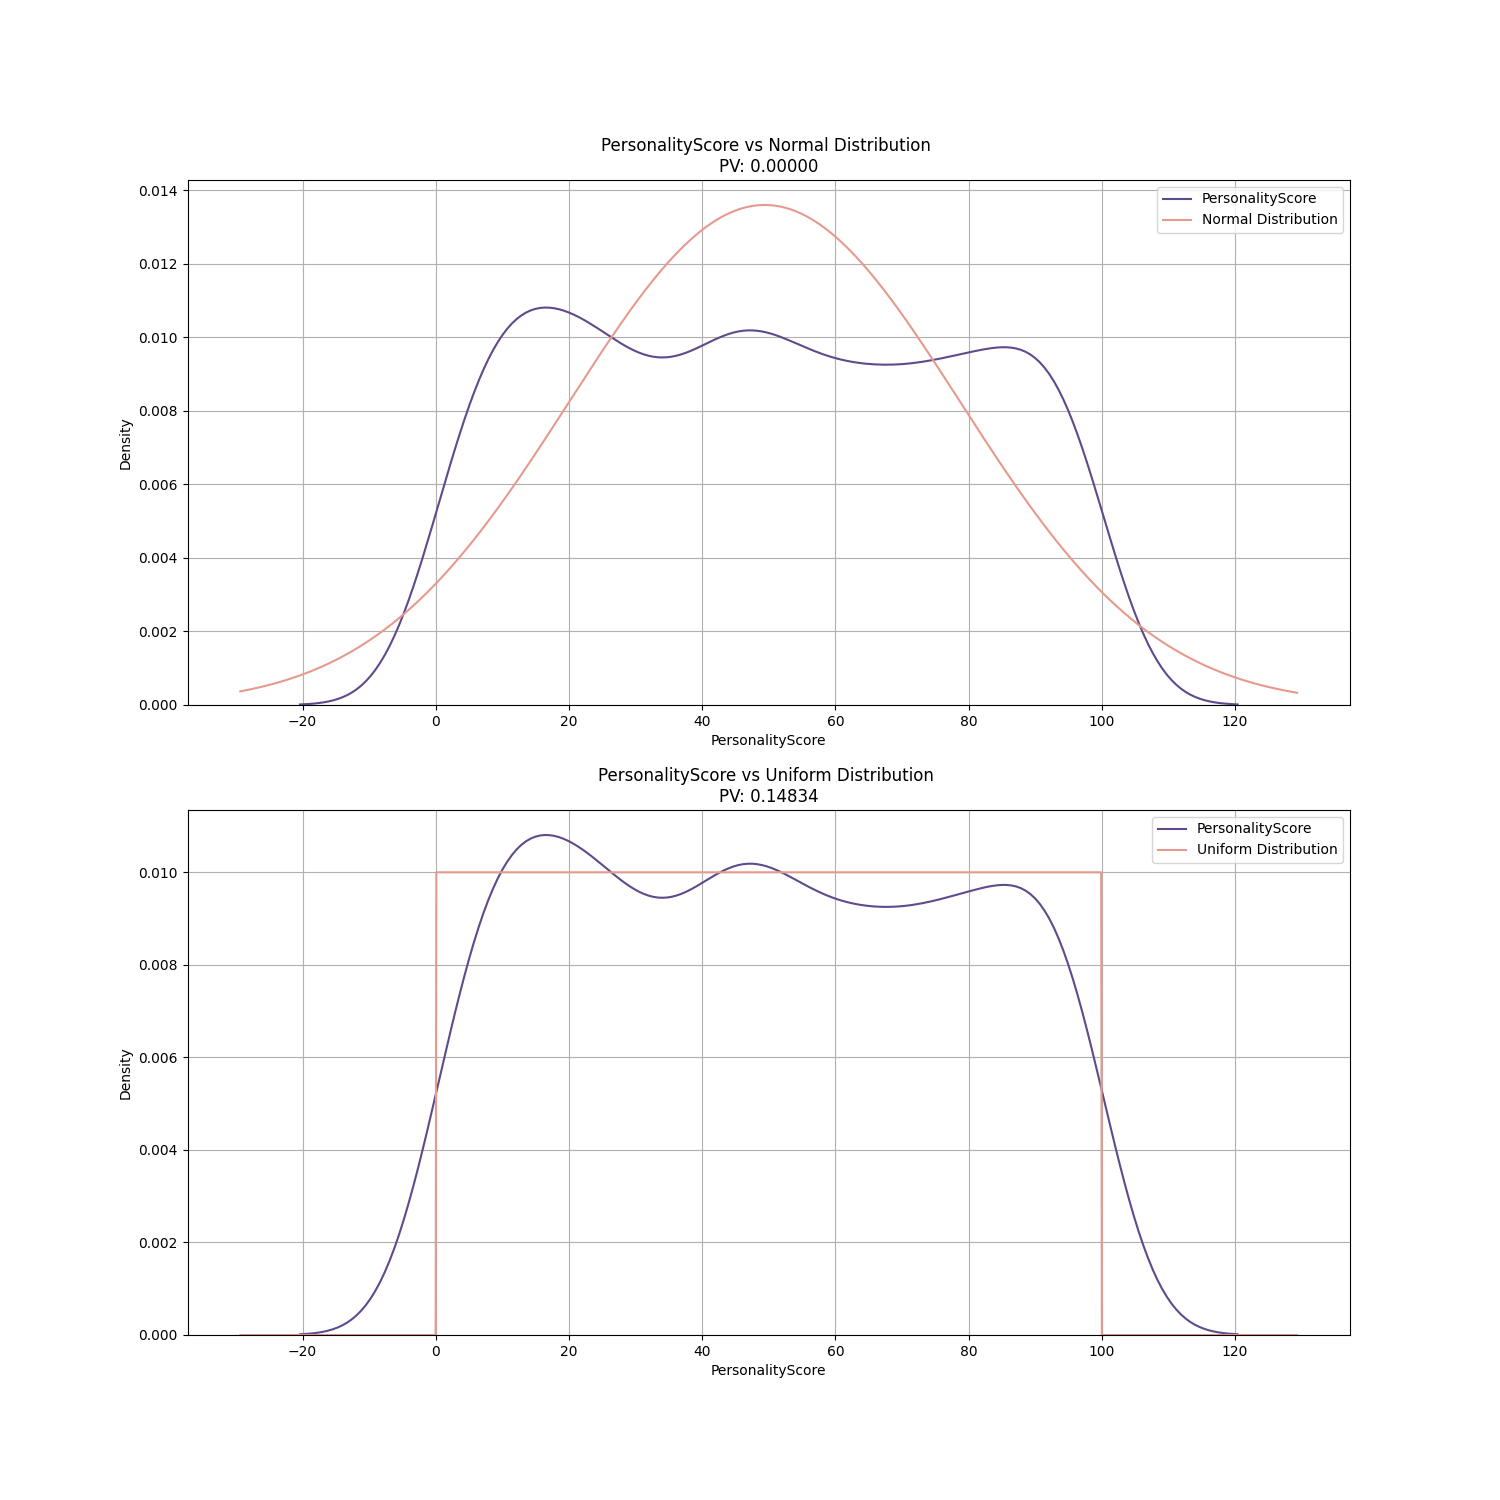 PersonalityScore vs Normal Distribution
PV: 0.00000
PersonalityScore
Normal Distribution
0.014
0.012
0.010
0.008
0.006
0.004
0.002
0.000
Density
−20 0 20 40 60 80 100 120
PersonalityScore
PersonalityScore vs Uniform Distribution
PV: 0.14834
PersonalityScore
Uniform Distribution
0.010
0.008
0.006
0.004
0.002
0.000
Density
−20 0 20 40 60 80 100 120
PersonalityScore